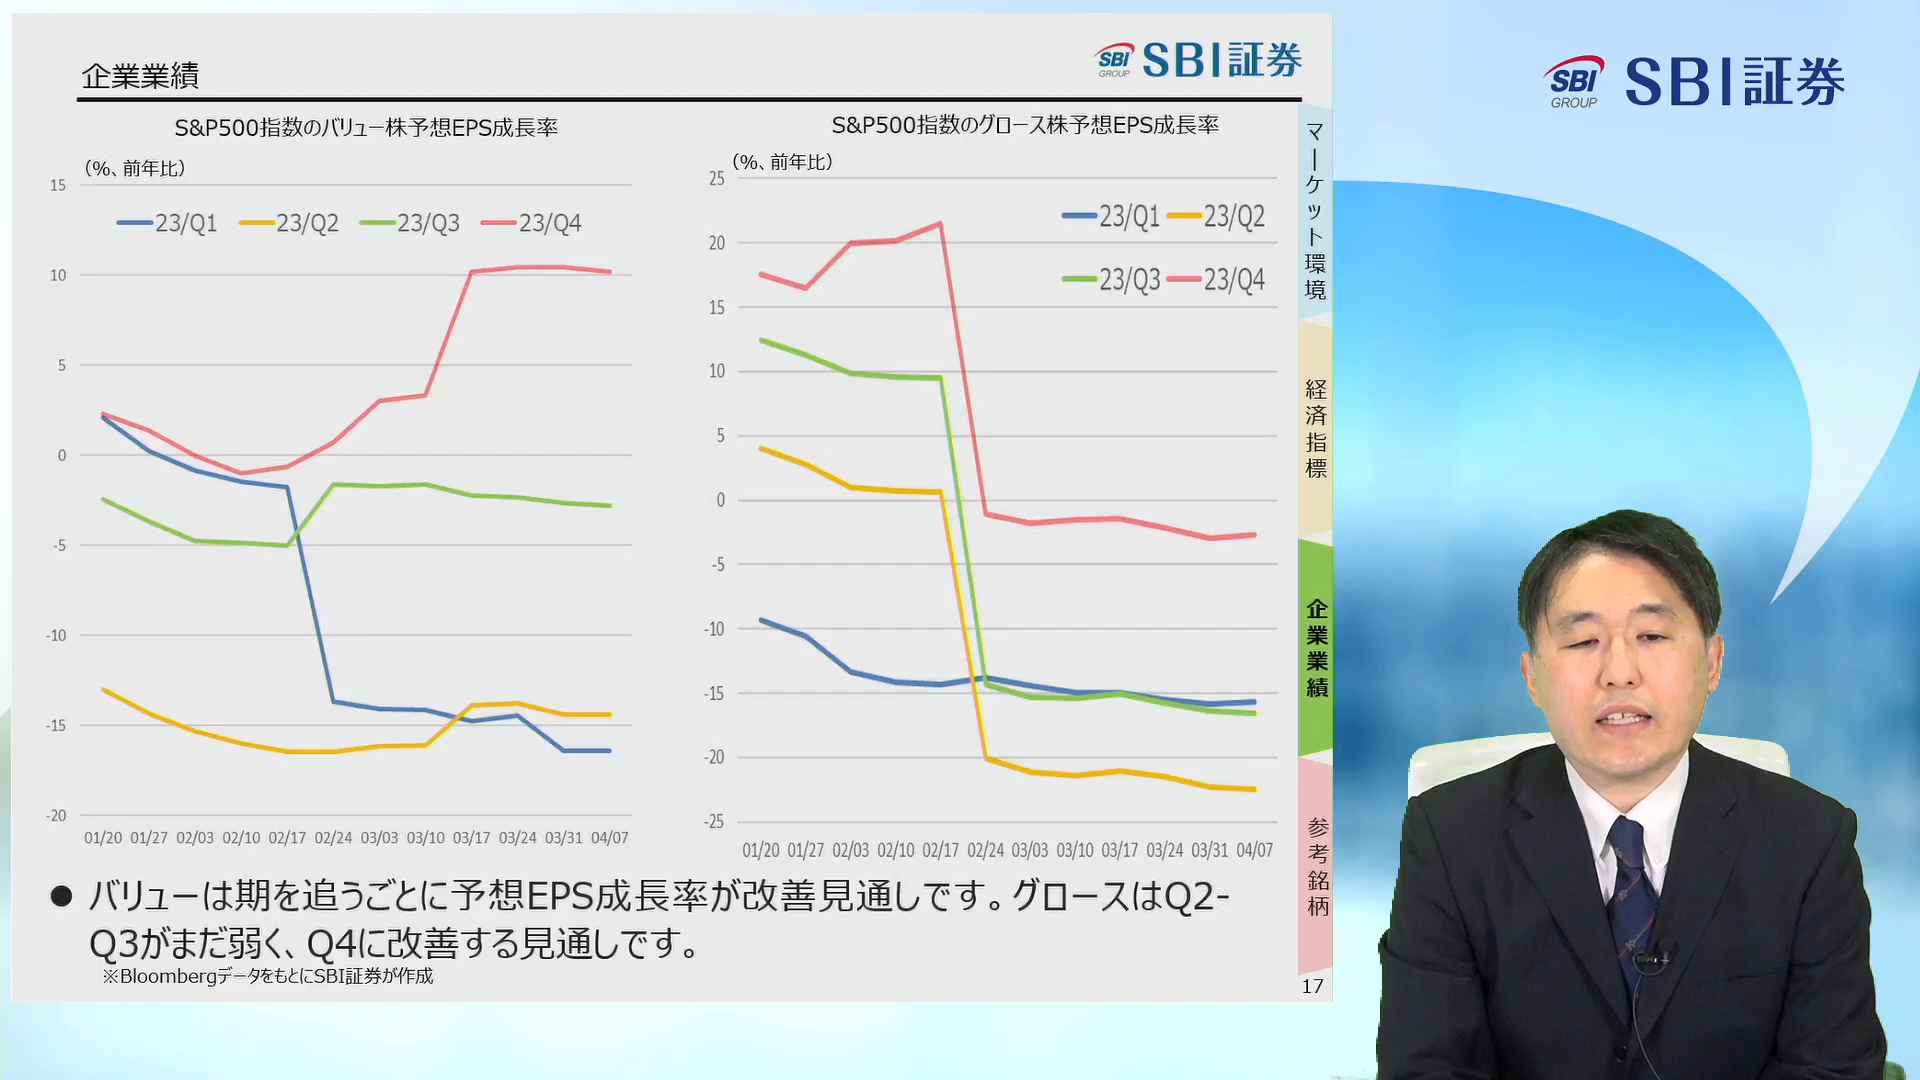 企業業績
SBI GROUP SBI証券
S&P500指数のバリュー株予想EPS成長率
(%、前年比)
15
10
5
0
-5
-10
-15
-20
23/Q1 23/Q2 23/Q3 23/Q4
01/20 01/27 02/03 02/10 02/17 02/24 03/03 03/10 03/17 03/24 03/31 04/07
S&P500指数のグロース株予想EPS成長率
(%、前年比)
25
20
15
10
5
0
-5
-10
-15
-20
-25
23/Q1 23/Q2
23/Q3 23/Q4
01/20 01/27 02/03 02/10 02/17 02/24 03/03 03/10 03/17 03/24 03/31 04/07
● バリューは期を追うごとに予想EPS成長率が改善見通しです。グロースはQ2-
Q3がまだ弱く、Q4に改善する見通しです。
※BloombergデータをもとにSBI証券が作成
マーケット環境
経済指標
企業業績
参考銘柄
17
SBI GROUP SBI証券